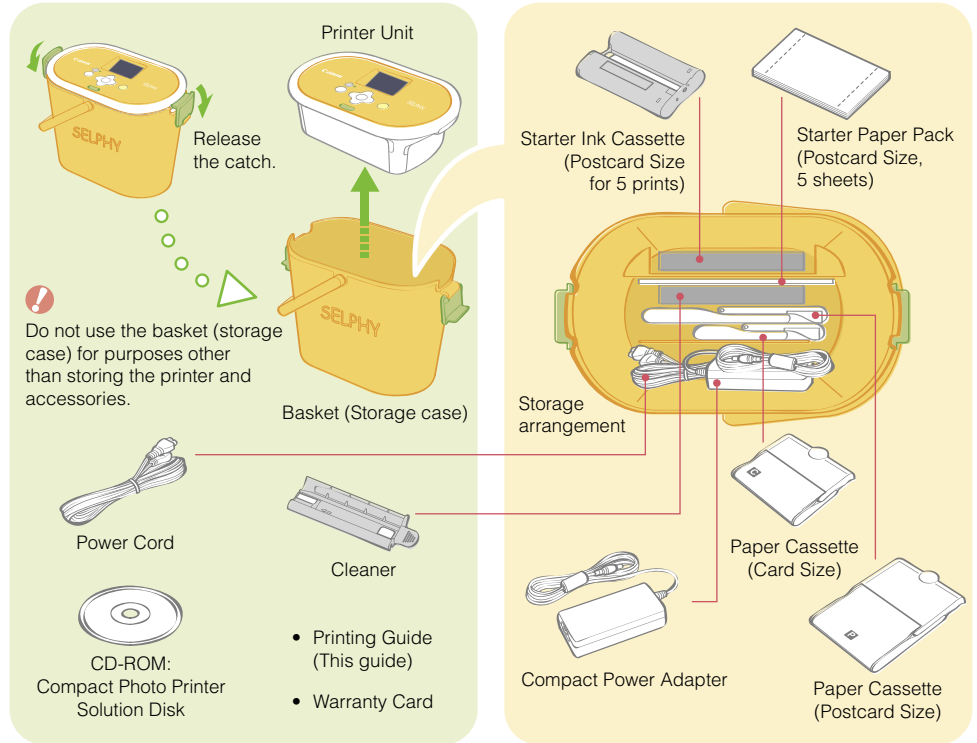 Printer Unit
Canon
SELPHY
Release
the catch.
Canon
Do not use the basket (storage
case) for purposes other
than storing the printer and
accessories.
SELPHY
Basket (Storage case)
Power Cord
Cleaner
CD-ROM:
Compact Photo Printer
Solution Disk
• Printing Guide
(This guide)
• Warranty Card
Starter Ink Cassette
(Postcard Size
for 5 prints)
Starter Paper Pack
(Postcard Size,
5 sheets)
Storage
arrangement
Paper Cassette
(Card Size)
Compact Power Adapter
Paper Cassette
(Postcard Size)